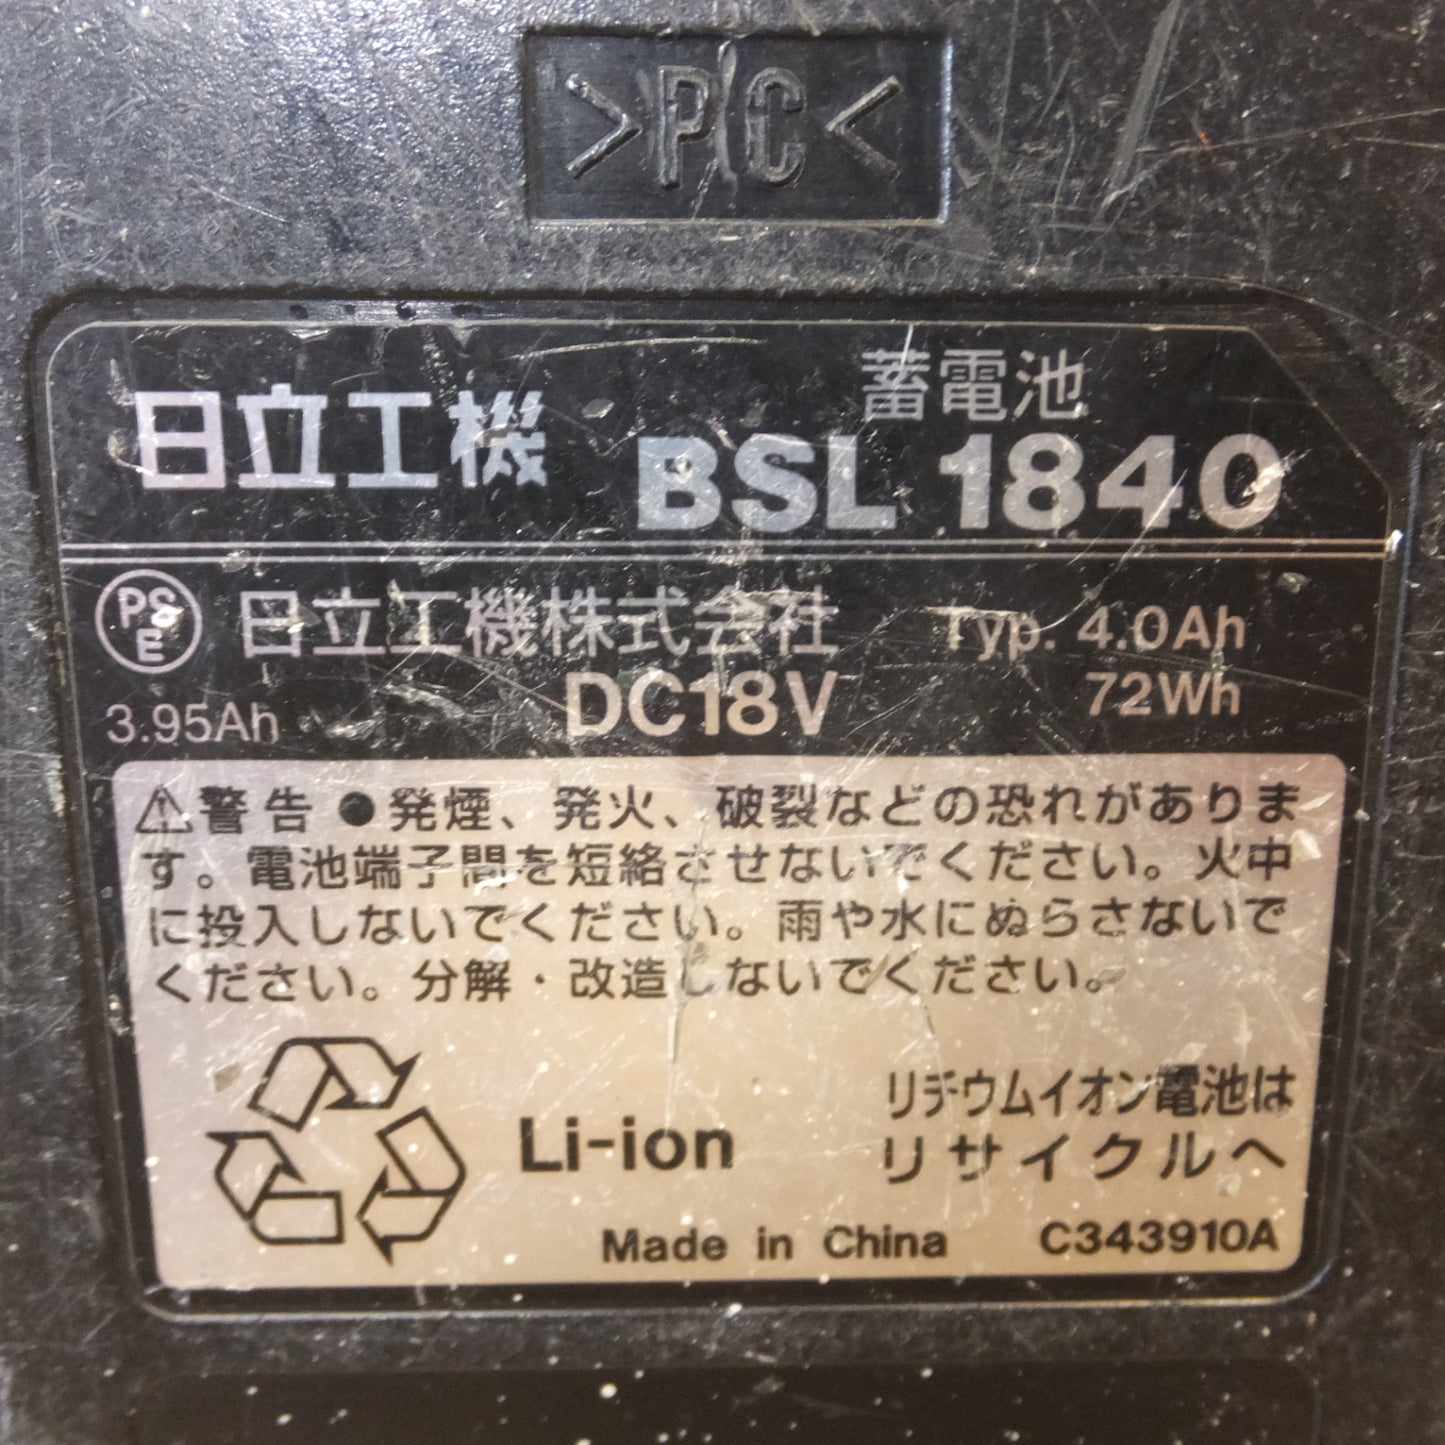 >PC<
日立工機
蓄電池
BSL 1840
PSE 日立工機株式会社 Typ. 4.0Ah
3.95Ah DC18V 72Wh
⚠警告 ●発煙、発火、破裂などの恐れがありま
す。電池端子間を短絡させないでください。火中
に投入しないでください。雨や水にぬらさないで
ください。分解・改造しないでください。
Li-ion
リチウムイオン電池は
リサイクルへ
Made in China C343910A